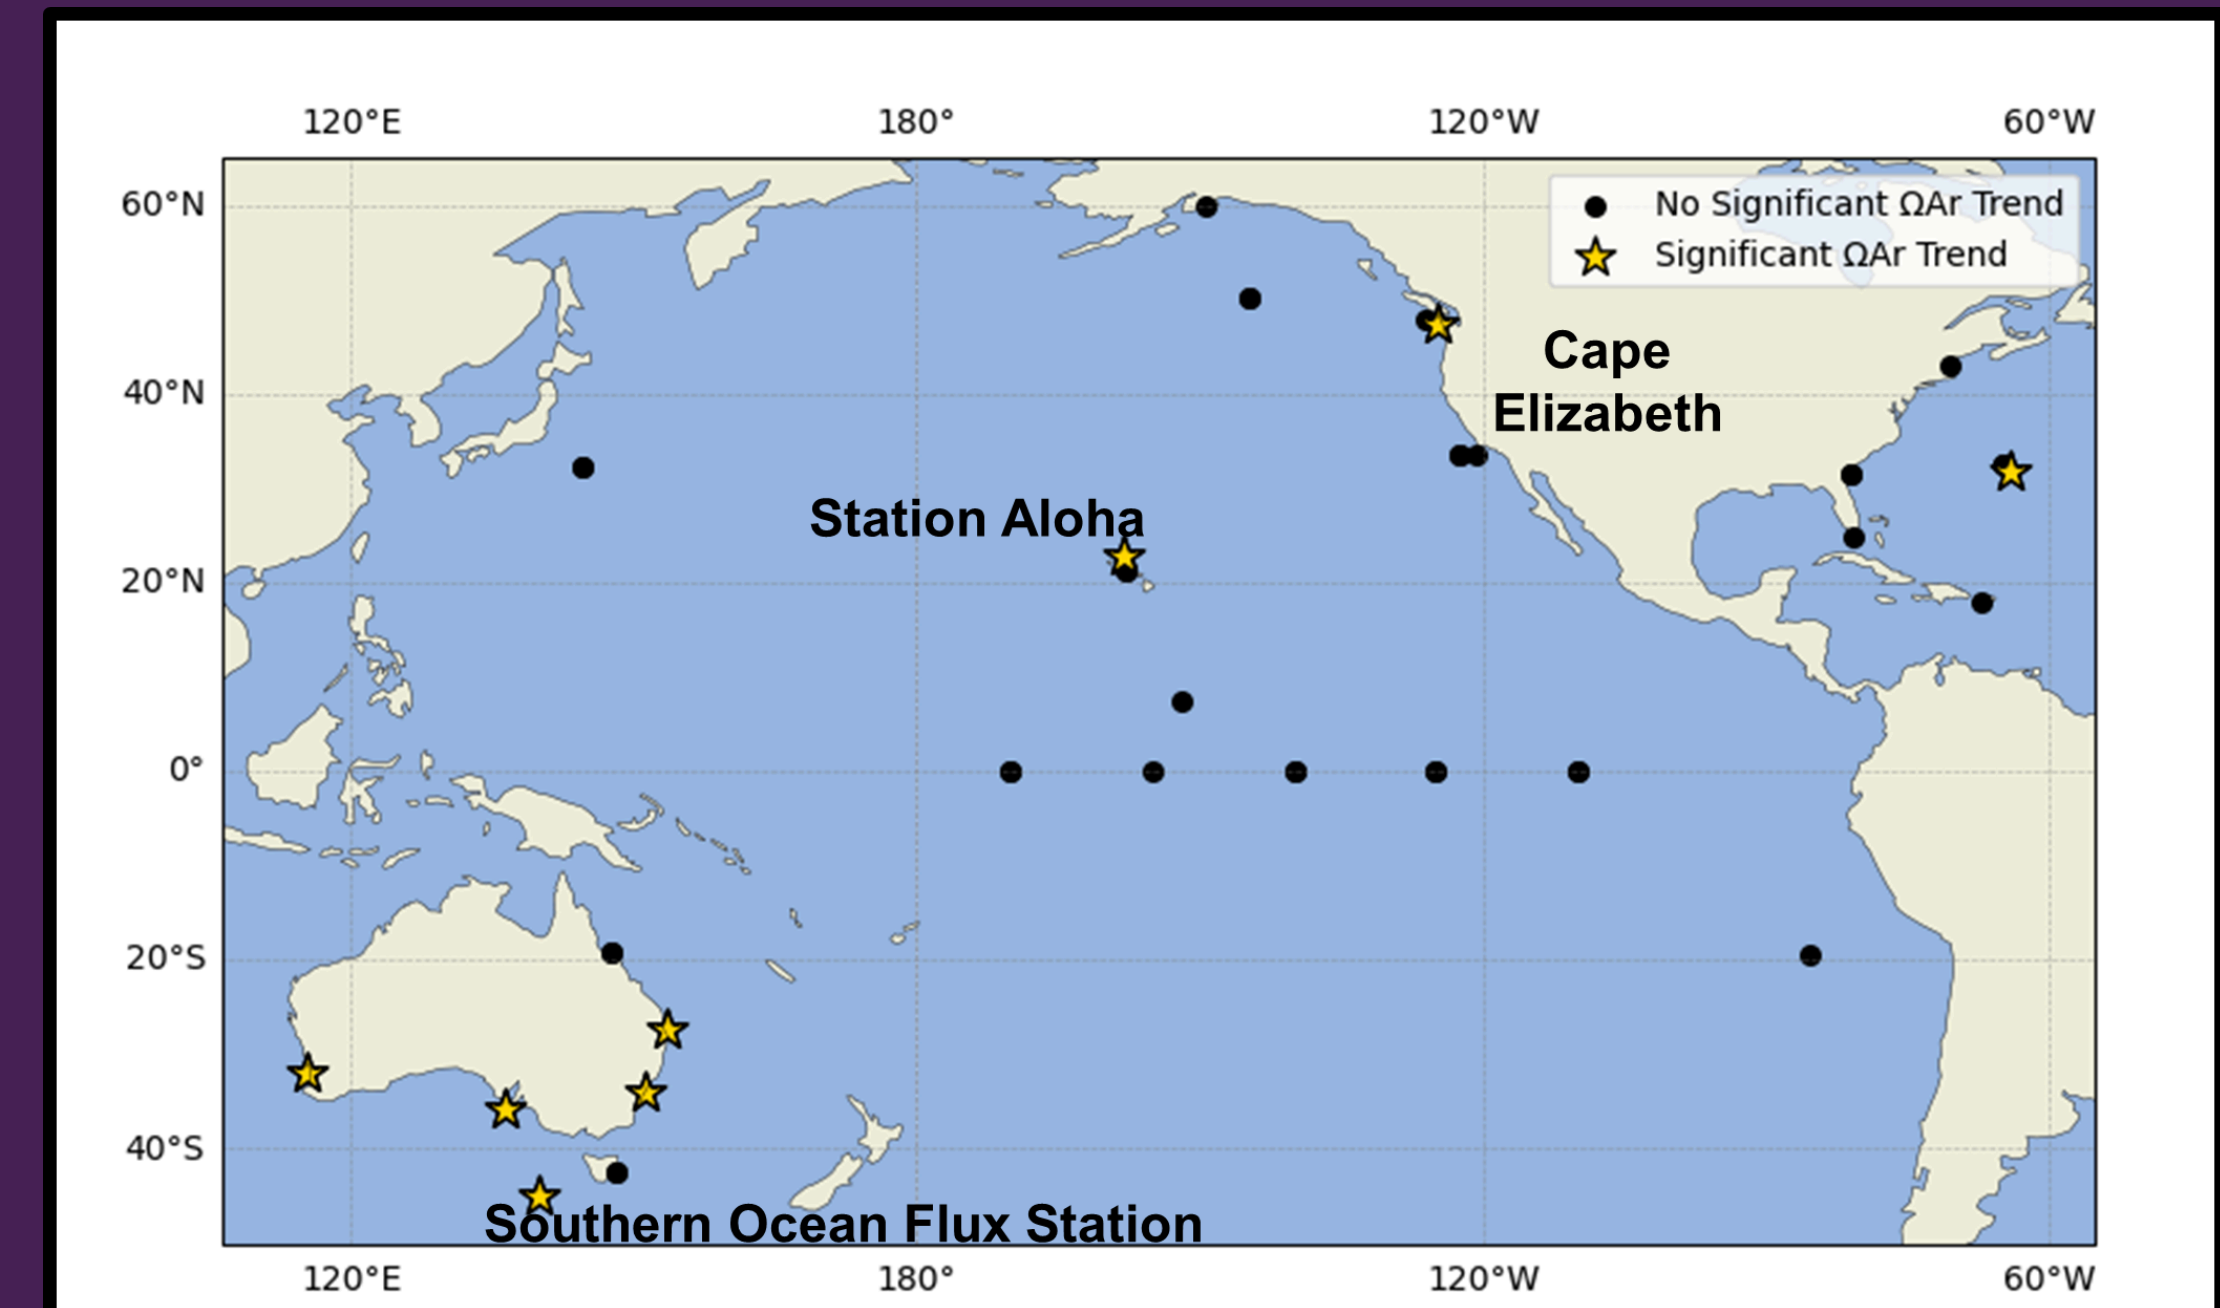 120°E 180° 120°W 60°W
60°N
No Significant ΩAr Trend
Significant ΩAr Trend
Cape
Elizabeth
40°N
Station Aloha
20°N
0°
20°S
40°S
Southern Ocean Flux Station
120°E 180° 120°W 60°W